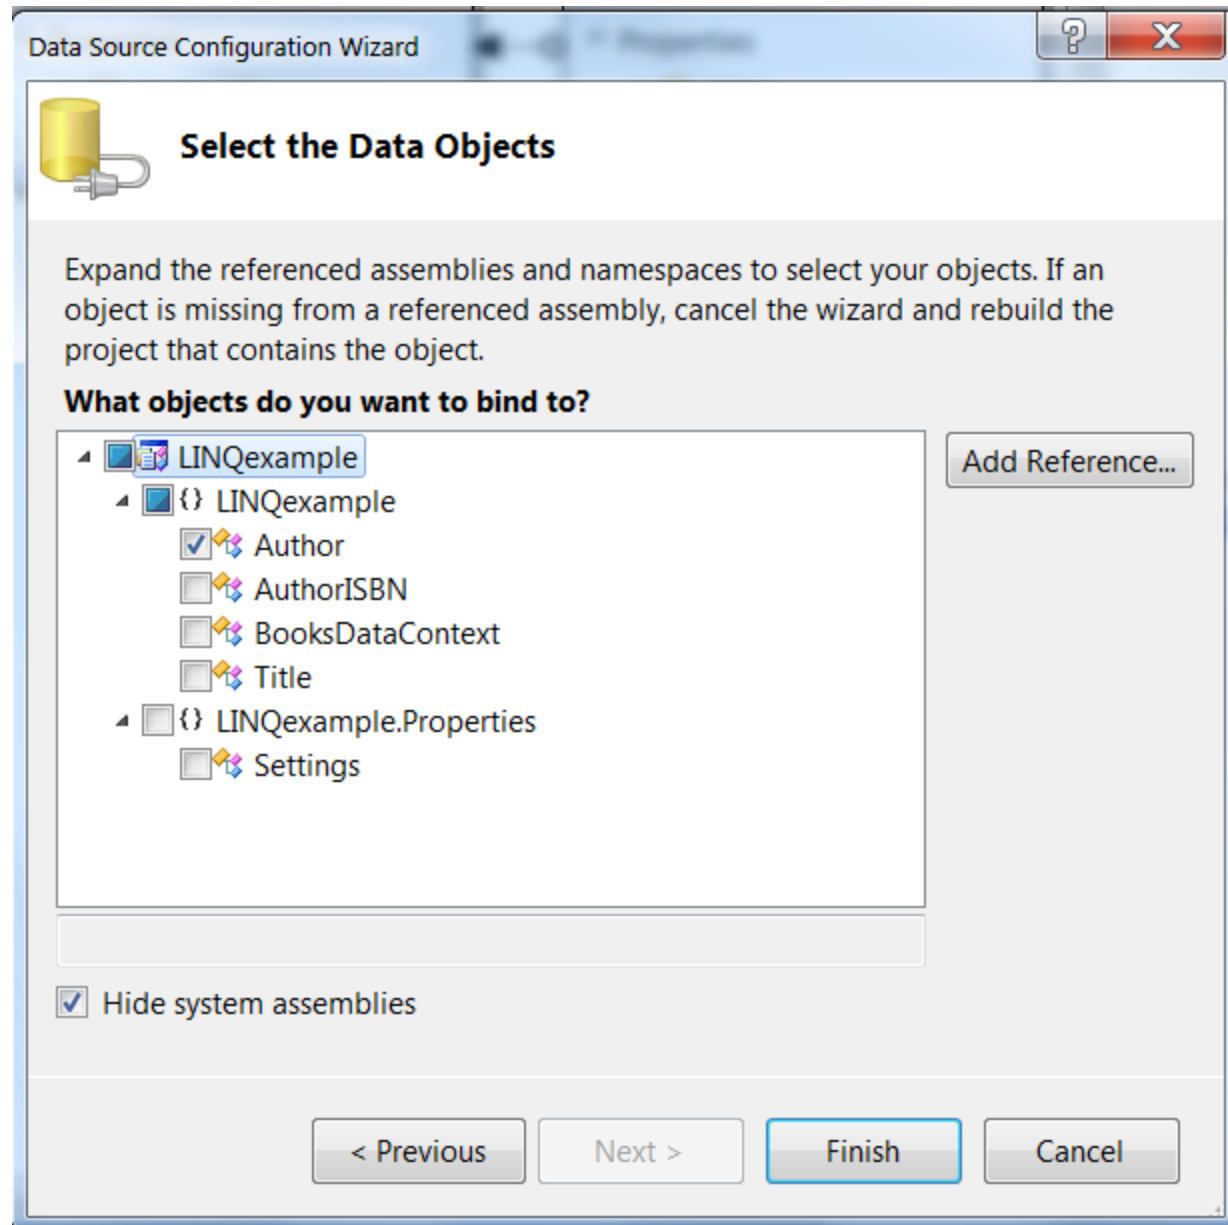 Data Source Configuration Wizard
Properties
Select the Data Objects
Expand the referenced assemblies and namespaces to select your objects. If an
object is missing from a referenced assembly, cancel the wizard and rebuild the
project that contains the object.
What objects do you want to bind to?
LINQexample
Add Reference...
{} LINQexample
Author
AuthorISBN
BooksDataContext
Title
{} LINQexample.Properties
Settings
Hide system assemblies
< Previous
Next >
Finish
Cancel